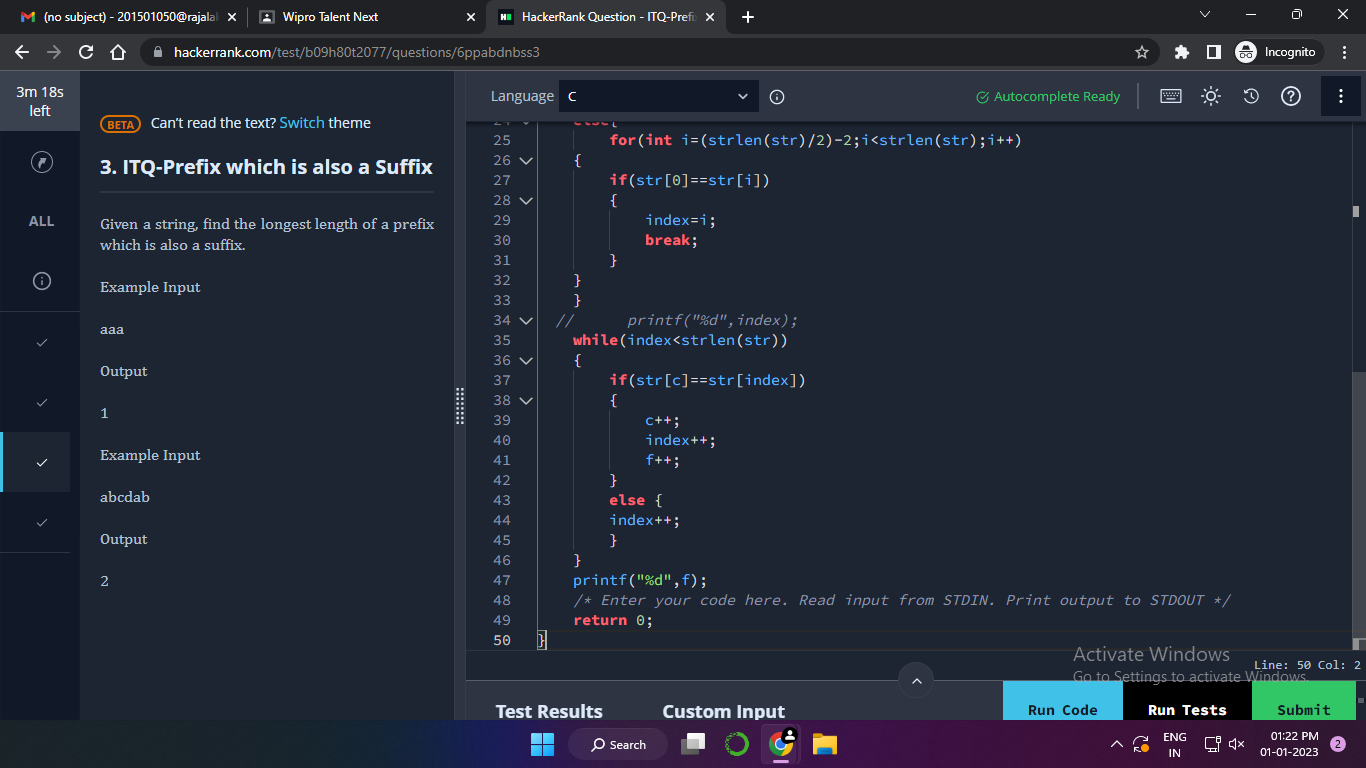 (no subject) - 201501050@rajalal
Wipro Talent Next
HackerRank Question - ITQ-Prefi
hackerrank.com/test/b09h80t2077/questions/6ppabdnbss3
Incognito
3m 18s
left
ALL
BETA Can't read the text? Switch theme
3. ITQ-Prefix which is also a Suffix
Given a string, find the longest length of a prefix
which is also a suffix.
Example Input
aaa
Output
1
Example Input
abcdab
Output
2
Language C
Autocomplete Ready
24 else{
25 for(int i=(strlen(str)/2)-2;i<strlen(str);i++)
26 {
27 if(str[0]==str[i])
28 {
29 index=i;
30 break;
31 }
32 }
33 }
34 // printf("%d",index);
35 while(index<strlen(str))
36 {
37 if(str[c]==str[index])
38 {
39 c++;
40 index++;
41 f++;
42 }
43 else {
44 index++;
45 }
46 }
47 printf("%d",f);
48 /* Enter your code here. Read input from STDIN. Print output to STDOUT */
49 return 0;
50 }
Activate Windows
Go to Settings to activate Windows.
Line: 50 Col: 2
Test Results
Custom Input
Run Code
Run Tests
Submit
Search
ENG
IN
01:22 PM
01-01-2023
2